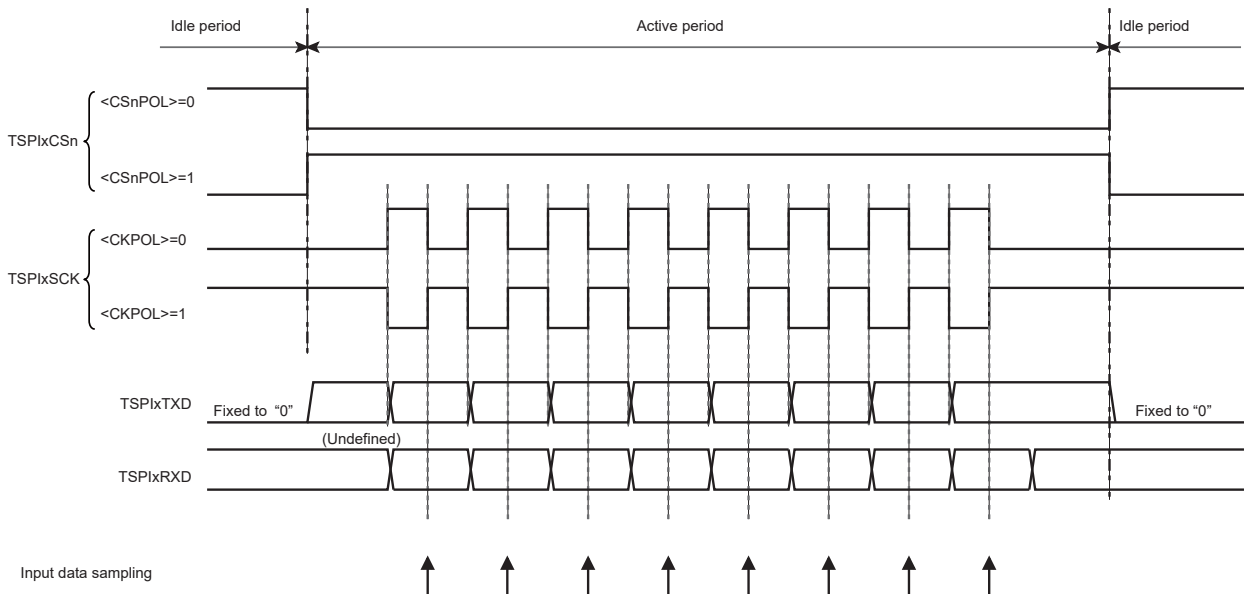 Idle period
Active period
Idle period
<CSnPOL>=0
TSPIxCSn
<CSnPOL>=1
<CKPOL>=0
TSPIxSCK
<CKPOL>=1
TSPIxTXD
Fixed to “0”
Fixed to “0”
(Undefined)
TSPIxRXD
Input data sampling